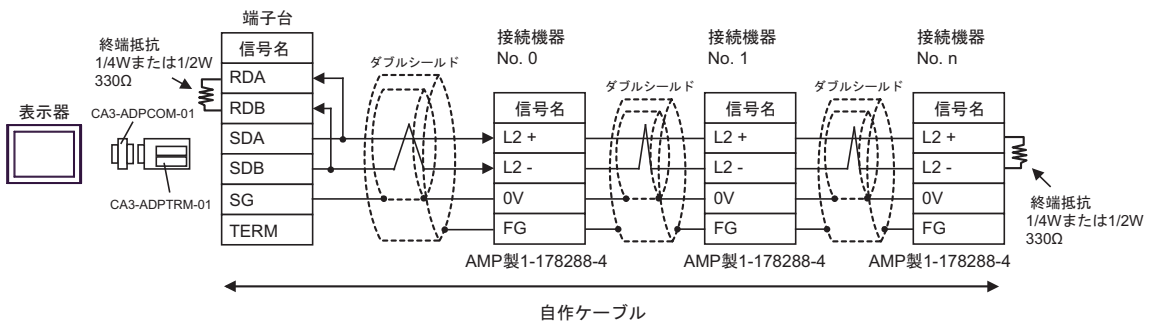 端子台
信号名
RDA
RDB
SDA
SDB
SG
TERM
終端抵抗
1/4Wまたは1/2W
330Ω
表示器
CA3-ADPCOM-01
CA3-ADPTRM-01
ダブルシールド
接続機器
No. 0
信号名
L2 +
L2 -
0V
FG
AMP製1-178288-4
ダブルシールド
接続機器
No. 1
信号名
L2 +
L2 -
0V
FG
AMP製1-178288-4
ダブルシールド
接続機器
No. n
信号名
L2 +
L2 -
0V
FG
AMP製1-178288-4
終端抵抗
1/4Wまたは1/2W
330Ω
自作ケーブル